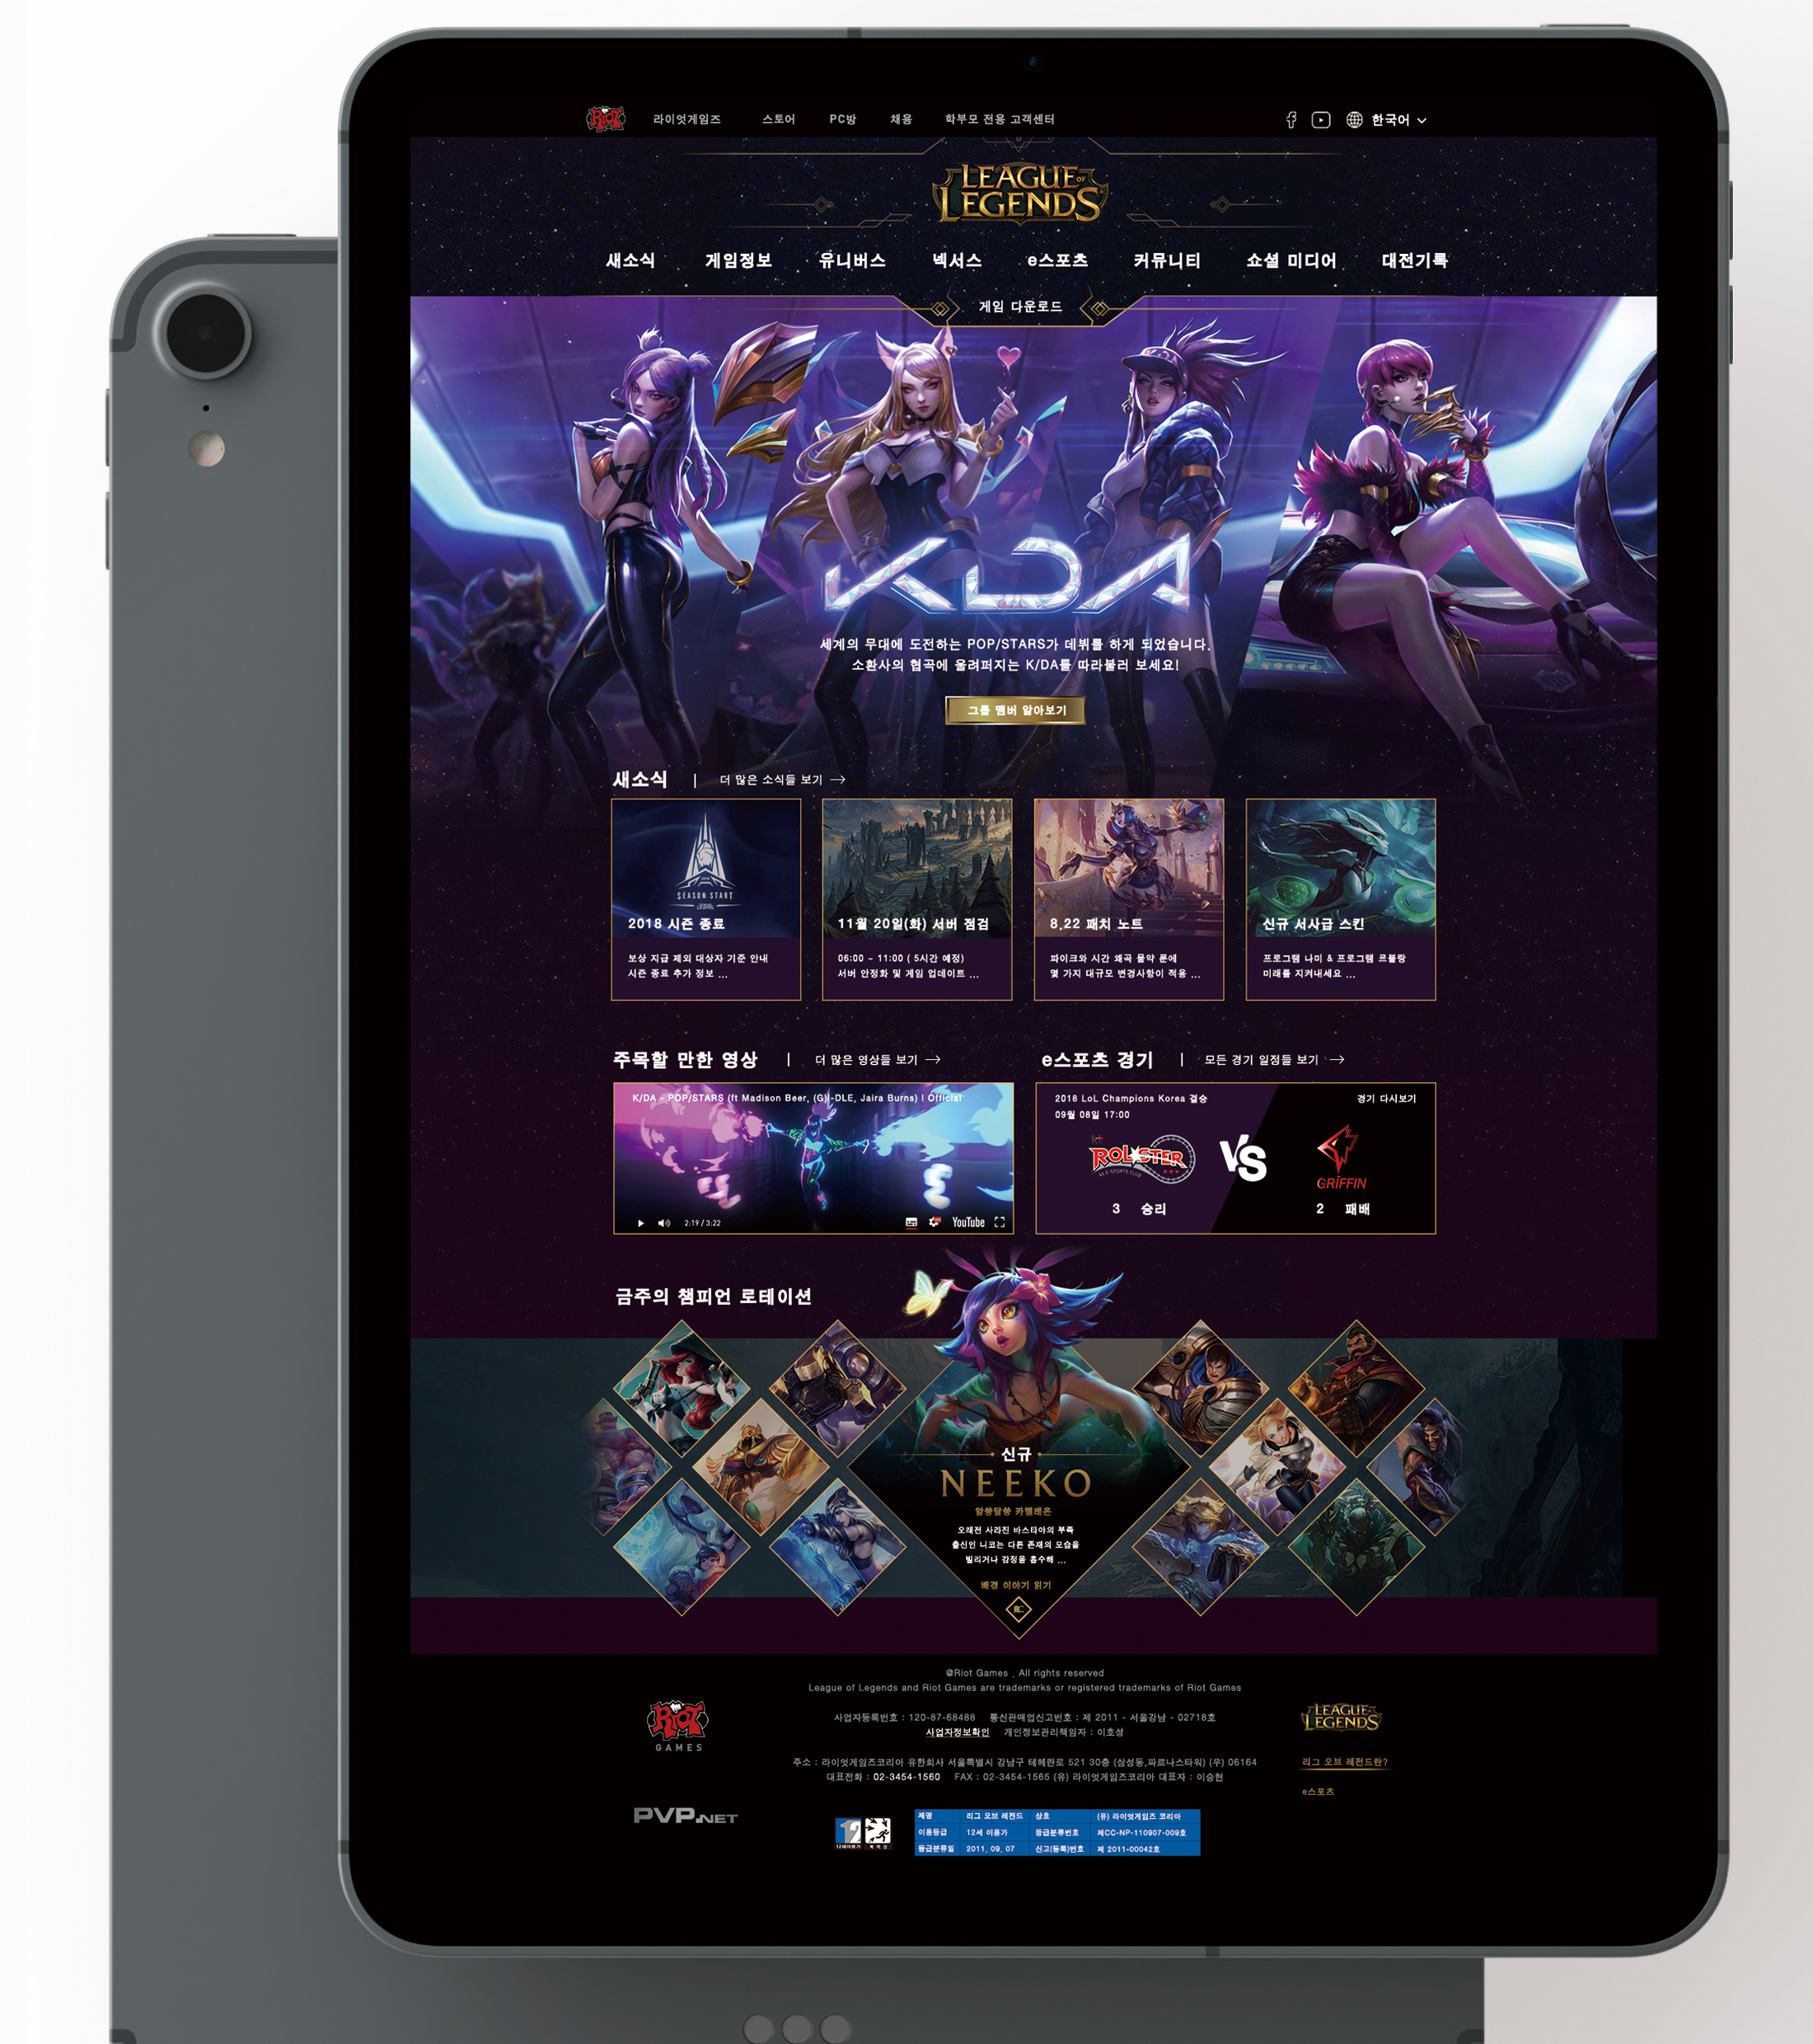 RIOT 라이엇게임즈 스토어 PC방 채용 학부모 전용 고객센터 한국어
LEAGUE OF
LEGENDS
새소식 게임정보 유니버스 넥서스 e스포츠 커뮤니티 쇼셜 미디어 대전기록
게임 다운로드
KDA
세계의 무대에 도전하는 POP/STARS가 데뷔를 하게 되었습니다.
소환사의 협곡에 울려퍼지는 K/DA를 따라불러 보세요!
그룹 멤버 알아보기
새소식 | 더 많은 소식들 보기 →
SEASON START
2018 시즌 종료
보상 지급 제외 대상자 기준 안내
시즌 종료 추가 정보 ...
11월 20일(화) 서버 점검
06:00 ~ 11:00 ( 5시간 예정)
서버 안정화 및 게임 업데이트 ...
8.22 패치 노트
파이크와 시간 왜곡 물약 룬에
몇 가지 대규모 변경사항이 적용 ...
신규 서사급 스킨
프로그램 나미 & 프로그램 르블랑
미래를 지켜내세요 ...
주목할 만한 영상 | 더 많은 영상들 보기 →
K/DA - POP/STARS (ft Madison Beer, (G)I-DLE, Jaira Burns) | Official
2:19 / 3:22 YouTube
e스포츠 경기 | 모든 경기 일정들 보기 →
2018 LoL Champions Korea 결승 경기 다시보기
09월 08일 17:00
kt ROLSTER
KT E-SPORTS CLUB
VS
GRIFFIN
3 승리 2 패배
금주의 챔피언 로테이션
신규
NEEKO
알쏭달쏭 카멜레온
오래전 사라진 바스타야의 부족
출신인 니코는 다른 존재의 모습을
빌리거나 감정을 흡수해 ...
배경 이야기 읽기
@Riot Games . All rights reserved
League of Legends and Riot Games are trademarks or registered trademarks of Riot Games
사업자등록번호 : 120-87-68488 통신판매업신고번호 : 제 2011 - 서울강남 - 02718호
사업자정보확인 개인정보관리책임자 : 이호성
주소 : 라이엇게임즈코리아 유한회사 서울특별시 강남구 테헤란로 521 30층 (삼성동,파르나스타워) (우) 06164
대표전화 : 02-3454-1560 FAX : 02-3454-1565 (유) 라이엇게임즈코리아 대표자 : 이승현
RIOT
GAMES
PVP.NET
LEAGUE OF
LEGENDS
리그 오브 레전드란?
e스포츠
12
12세이용가
폭력성
제명 리그 오브 레전드 상호 (유) 라이엇게임즈 코리아
이용등급 12세 이용가 등급분류번호 제CC-NP-110907-009호
등급분류일 2011. 09. 07 신고(등록)번호 제 2011-00042호